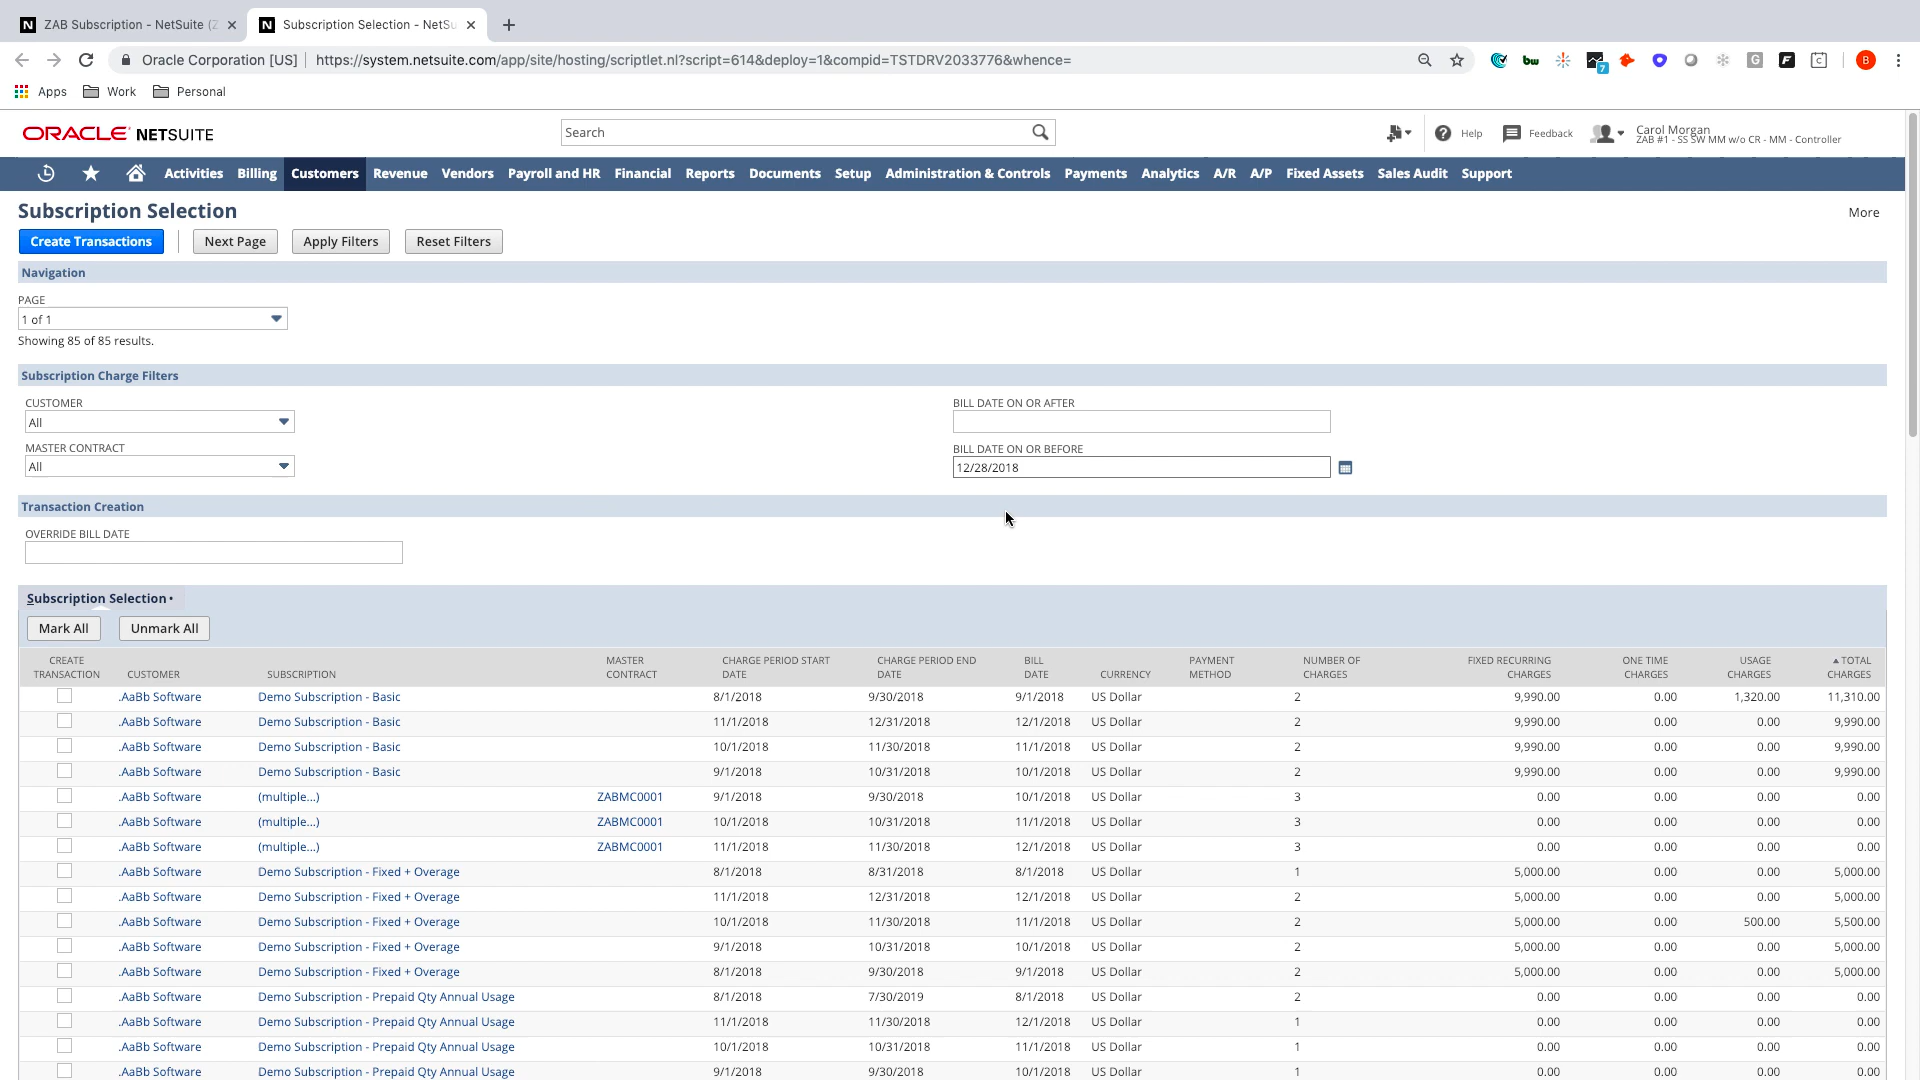 ZAB Subscription - NetSuite (Z
Subscription Selection - NetSu
Oracle Corporation [US] | https://system.netsuite.com/app/site/hosting/scriptlet.nl?script=614&deploy=1&compid=TSTDRV2033776&whence=
bw 7 G F C B
Apps Work Personal
ORACLE NETSUITE
Search
Help Feedback
Carol Morgan
ZAB #1 - SS SW MM w/o CR - MM - Controller
Activities Billing Customers Revenue Vendors Payroll and HR Financial Reports Documents Setup Administration & Controls Payments Analytics A/R A/P Fixed Assets Sales Audit Support
Subscription Selection
More
Create Transactions Next Page Apply Filters Reset Filters
Navigation
PAGE
1 of 1
Showing 85 of 85 results.
Subscription Charge Filters
CUSTOMER
All
MASTER CONTRACT
All
BILL DATE ON OR AFTER
BILL DATE ON OR BEFORE
12/28/2018
Transaction Creation
OVERRIDE BILL DATE
Subscription Selection •
Mark All Unmark All
CREATE TRANSACTION CUSTOMER SUBSCRIPTION MASTER CONTRACT CHARGE PERIOD START DATE CHARGE PERIOD END DATE BILL DATE CURRENCY PAYMENT METHOD NUMBER OF CHARGES FIXED RECURRING CHARGES ONE TIME CHARGES USAGE CHARGES ▲ TOTAL CHARGES
.AaBb Software Demo Subscription - Basic 8/1/2018 9/30/2018 9/1/2018 US Dollar 2 9,990.00 0.00 1,320.00 11,310.00
.AaBb Software Demo Subscription - Basic 11/1/2018 12/31/2018 12/1/2018 US Dollar 2 9,990.00 0.00 0.00 9,990.00
.AaBb Software Demo Subscription - Basic 10/1/2018 11/30/2018 11/1/2018 US Dollar 2 9,990.00 0.00 0.00 9,990.00
.AaBb Software Demo Subscription - Basic 9/1/2018 10/31/2018 10/1/2018 US Dollar 2 9,990.00 0.00 0.00 9,990.00
.AaBb Software (multiple...) ZABMC0001 9/1/2018 9/30/2018 10/1/2018 US Dollar 3 0.00 0.00 0.00 0.00
.AaBb Software (multiple...) ZABMC0001 10/1/2018 10/31/2018 11/1/2018 US Dollar 3 0.00 0.00 0.00 0.00
.AaBb Software (multiple...) ZABMC0001 11/1/2018 11/30/2018 12/1/2018 US Dollar 3 0.00 0.00 0.00 0.00
.AaBb Software Demo Subscription - Fixed + Overage 8/1/2018 8/31/2018 8/1/2018 US Dollar 1 5,000.00 0.00 0.00 5,000.00
.AaBb Software Demo Subscription - Fixed + Overage 11/1/2018 12/31/2018 12/1/2018 US Dollar 2 5,000.00 0.00 0.00 5,000.00
.AaBb Software Demo Subscription - Fixed + Overage 10/1/2018 11/30/2018 11/1/2018 US Dollar 2 5,000.00 0.00 500.00 5,500.00
.AaBb Software Demo Subscription - Fixed + Overage 9/1/2018 10/31/2018 10/1/2018 US Dollar 2 5,000.00 0.00 0.00 5,000.00
.AaBb Software Demo Subscription - Fixed + Overage 8/1/2018 9/30/2018 9/1/2018 US Dollar 2 5,000.00 0.00 0.00 5,000.00
.AaBb Software Demo Subscription - Prepaid Qty Annual Usage 8/1/2018 7/30/2019 8/1/2018 US Dollar 2 0.00 0.00 0.00 0.00
.AaBb Software Demo Subscription - Prepaid Qty Annual Usage 11/1/2018 11/30/2018 12/1/2018 US Dollar 1 0.00 0.00 0.00 0.00
.AaBb Software Demo Subscription - Prepaid Qty Annual Usage 10/1/2018 10/31/2018 11/1/2018 US Dollar 1 0.00 0.00 0.00 0.00
.AaBb Software Demo Subscription - Prepaid Qty Annual Usage 9/1/2018 9/30/2018 10/1/2018 US Dollar 1 0.00 0.00 0.00 0.00